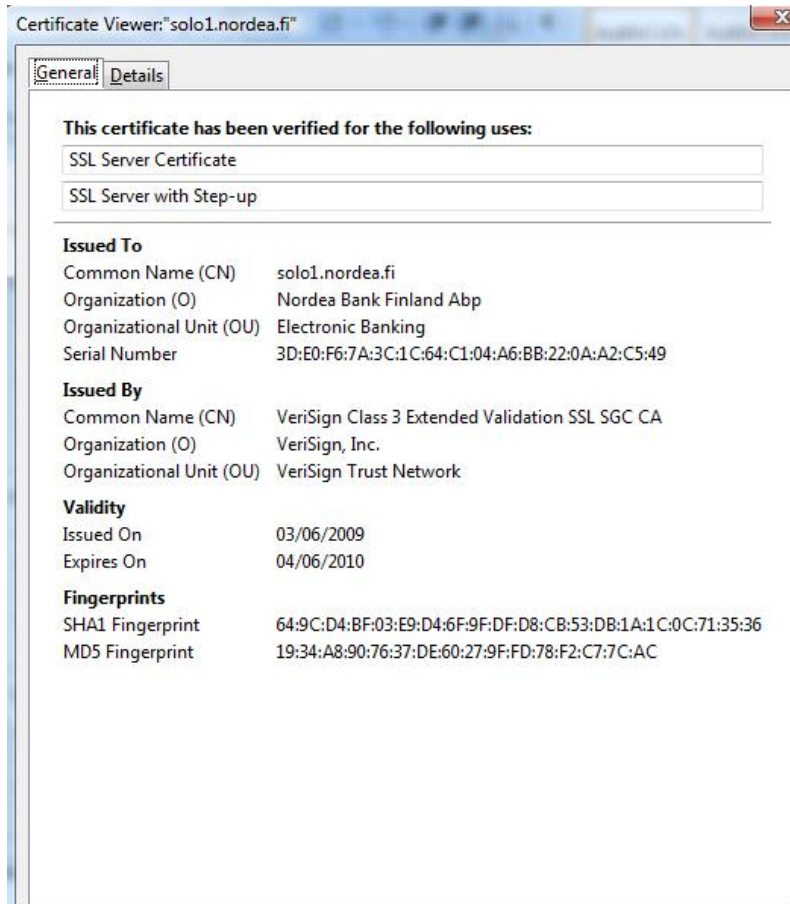 Certificate Viewer:"solo1.nordea.fi"
General Details
This certificate has been verified for the following uses:
SSL Server Certificate
SSL Server with Step-up
Issued To
Common Name (CN) solo1.nordea.fi
Organization (O) Nordea Bank Finland Abp
Organizational Unit (OU) Electronic Banking
Serial Number 3D:E0:F6:7A:3C:1C:64:C1:04:A6:BB:22:0A:A2:C5:49
Issued By
Common Name (CN) VeriSign Class 3 Extended Validation SSL SGC CA
Organization (O) VeriSign, Inc.
Organizational Unit (OU) VeriSign Trust Network
Validity
Issued On 03/06/2009
Expires On 04/06/2010
Fingerprints
SHA1 Fingerprint 64:9C:D4:BF:03:E9:D4:6F:9F:DF:D8:CB:53:DB:1A:1C:0C:71:35:36
MD5 Fingerprint 19:34:A8:90:76:37:DE:60:27:9F:FD:78:F2:C7:7C:AC